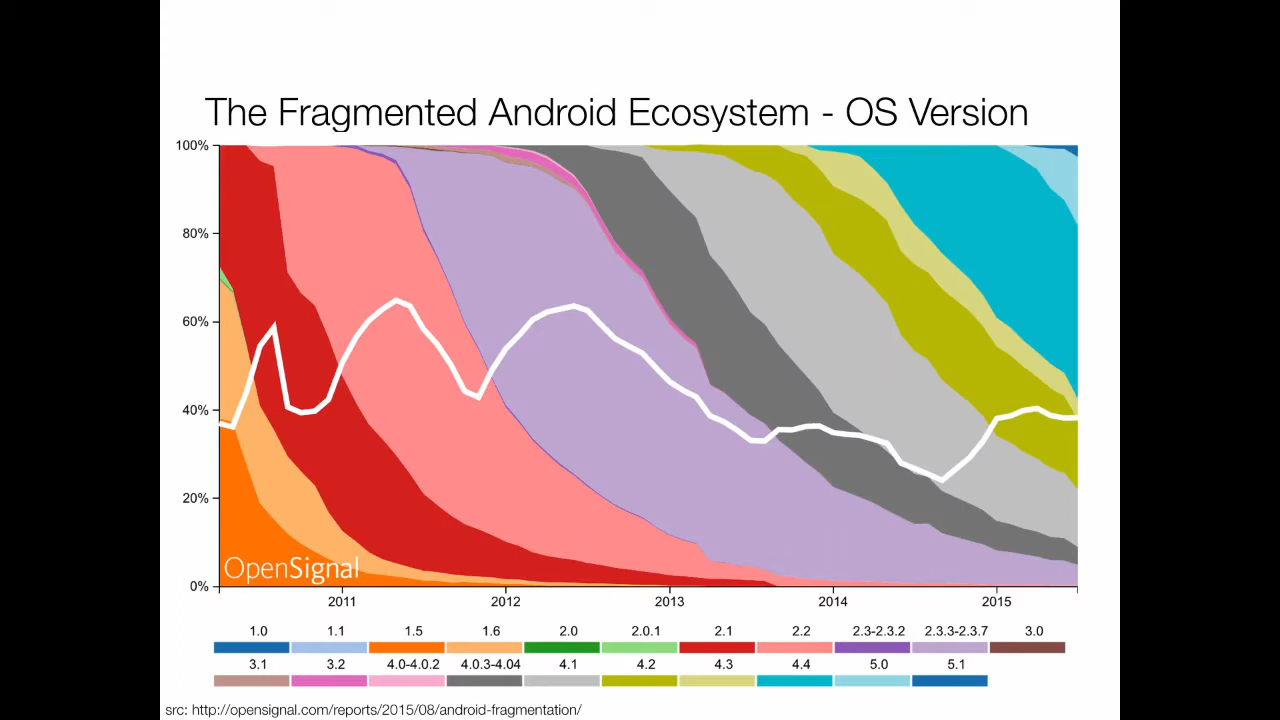 The Fragmented Android Ecosystem - OS Version
100%
80%
60%
40%
20%
0%
OpenSignal
2011 2012 2013 2014 2015
1.0 1.1 1.5 1.6 2.0 2.0.1 2.1 2.2 2.3-2.3.2 2.3.3-2.3.7 3.0
3.1 3.2 4.0-4.0.2 4.0.3-4.04 4.1 4.2 4.3 4.4 5.0 5.1
src: http://opensignal.com/reports/2015/08/android-fragmentation/